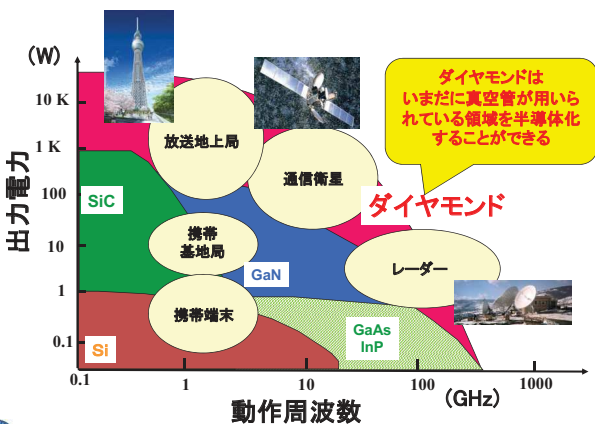 (W)
10 K
1 K
100
10
1
0.1
出力電力
0.1
1
10
100
1000
(GHz)
動作周波数
放送地上局
通信衛星
ダイヤモンドは
いまだに真空管が用いら
れている領域を半導体化
することができる
ダイヤモンド
SiC
携帯
基地局
GaN
レーダー
携帯端末
GaAs
InP
Si